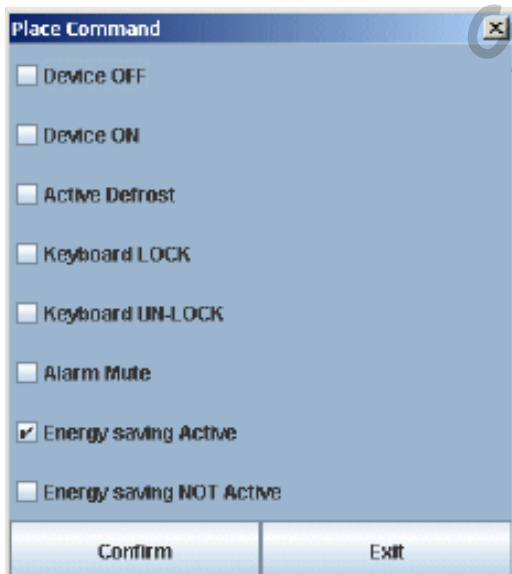 Place Command
Device OFF
Device ON
Active Defrost
Keyboard LOCK
Keyboard UN-LOCK
Alarm Mute
Energy saving Active
Energy saving NOT Active
Confirm Exit